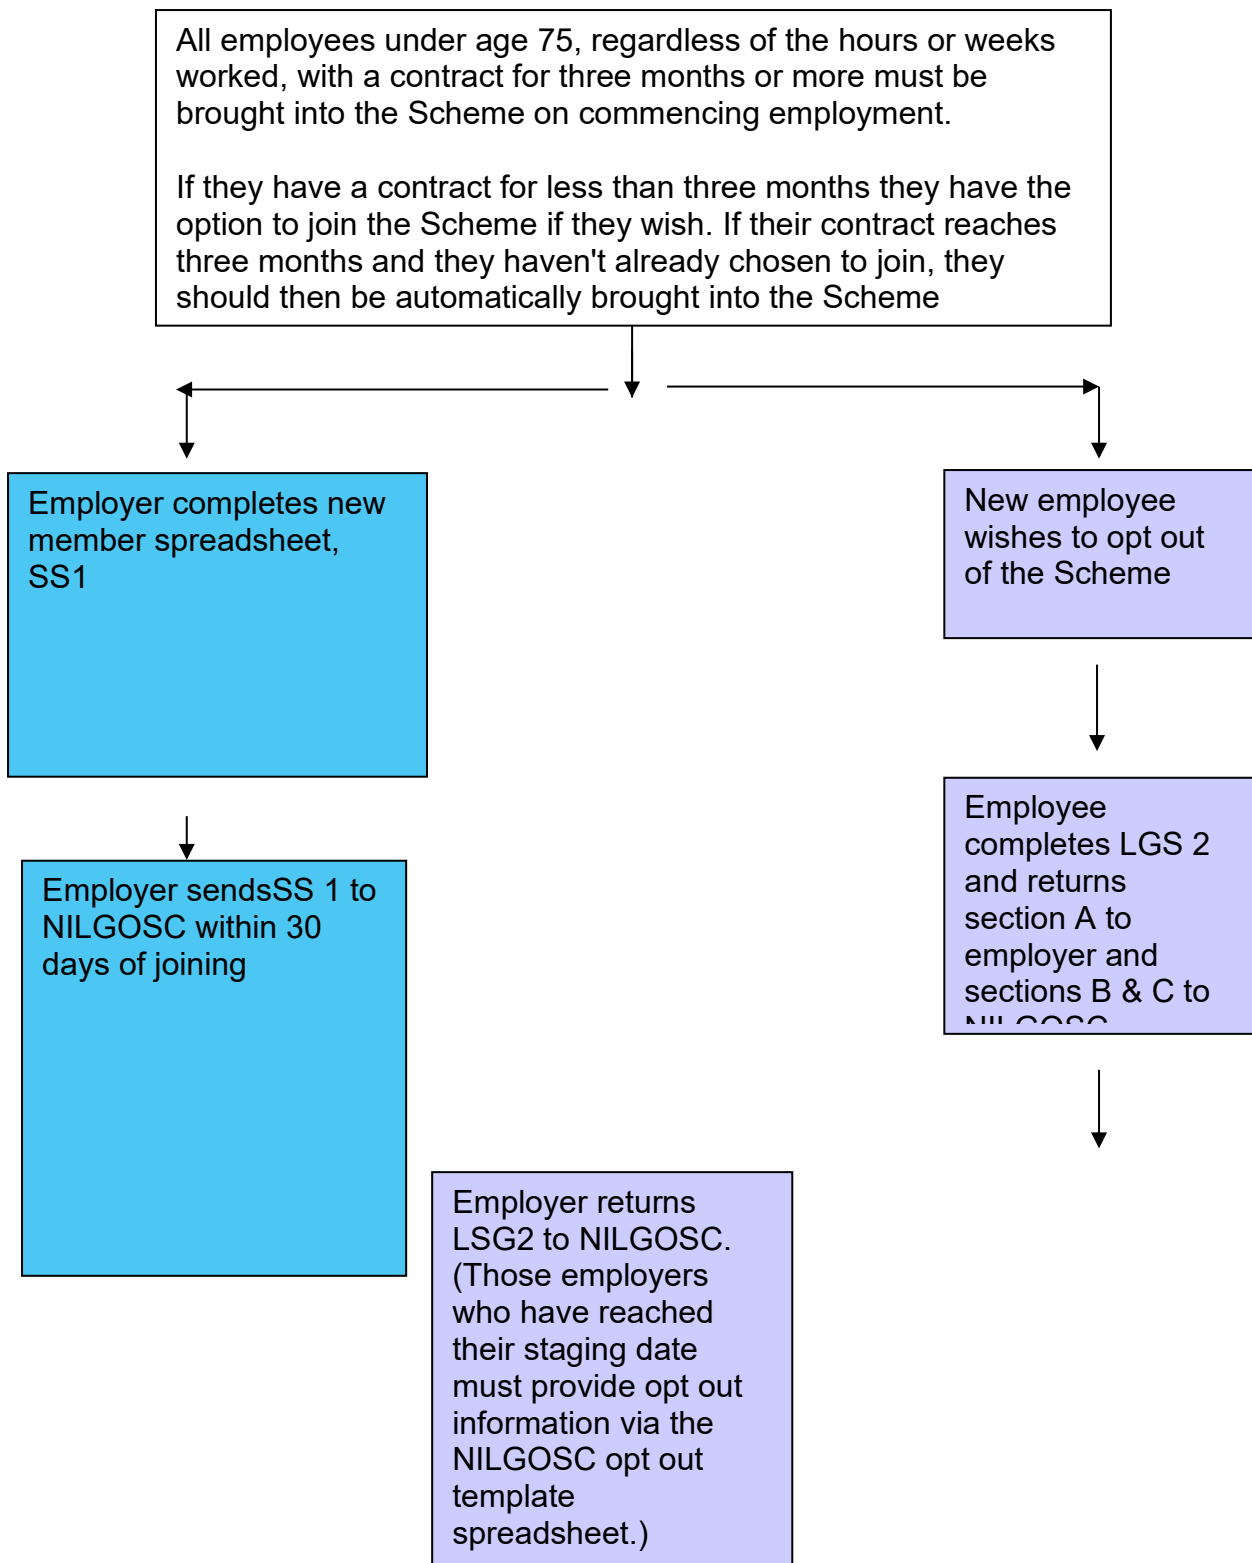 All employees under age 75, regardless of the hours or weeks
worked, with a contract for three months or more must be
brought into the Scheme on commencing employment.
If they have a contract for less than three months they have the
option to join the Scheme if they wish. If their contract reaches
three months and they haven't already chosen to join, they
should then be automatically brought into the Scheme
Employer completes new
member spreadsheet,
SS1
New employee
wishes to opt out
of the Scheme
Employer sendsSS 1 to
NILGOSC within 30
days of joining
Employee
completes LGS 2
and returns
section A to
employer and
sections B & C to
NILGOSC
Employer returns
LSG2 to NILGOSC.
(Those employers
who have reached
their staging date
must provide opt out
information via the
NILGOSC opt out
template
spreadsheet.)